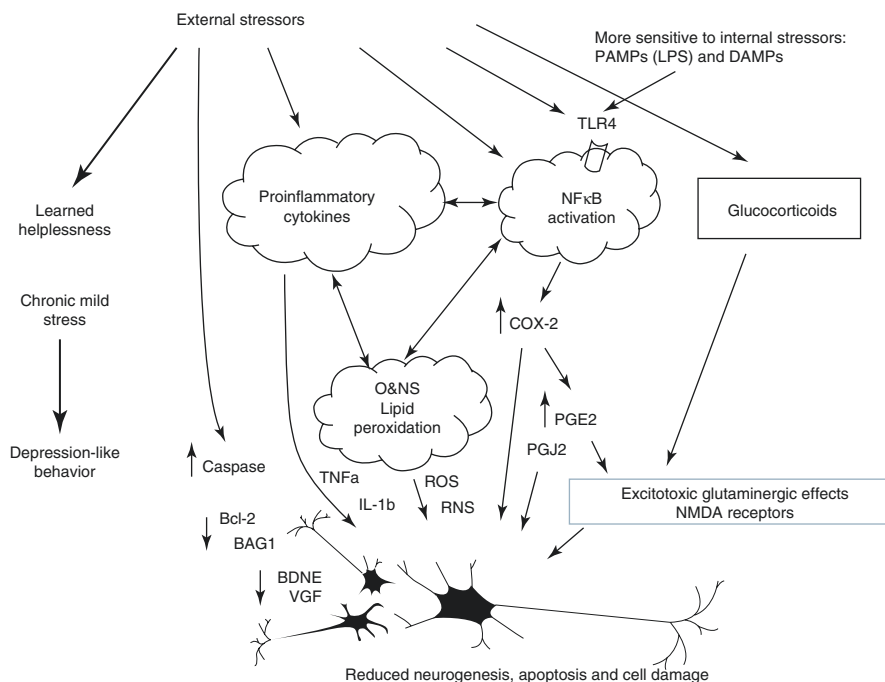 External stressors
More sensitive to internal stressors:
PAMPs (LPS) and DAMPs
TLR4
Proinflammatory
cytokines
NFκB
activation
Glucocorticoids
Learned
helplessness
Chronic mild
stress
COX-2
O&NS
Lipid
peroxidation
PGE2
PGJ2
Depression-like
behavior
Caspase
TNFa
ROS
IL-1b
RNS
Excitotoxic glutaminergic effects
NMDA receptors
Bcl-2
BAG1
BDNE
VGF
Reduced neurogenesis, apoptosis and cell damage